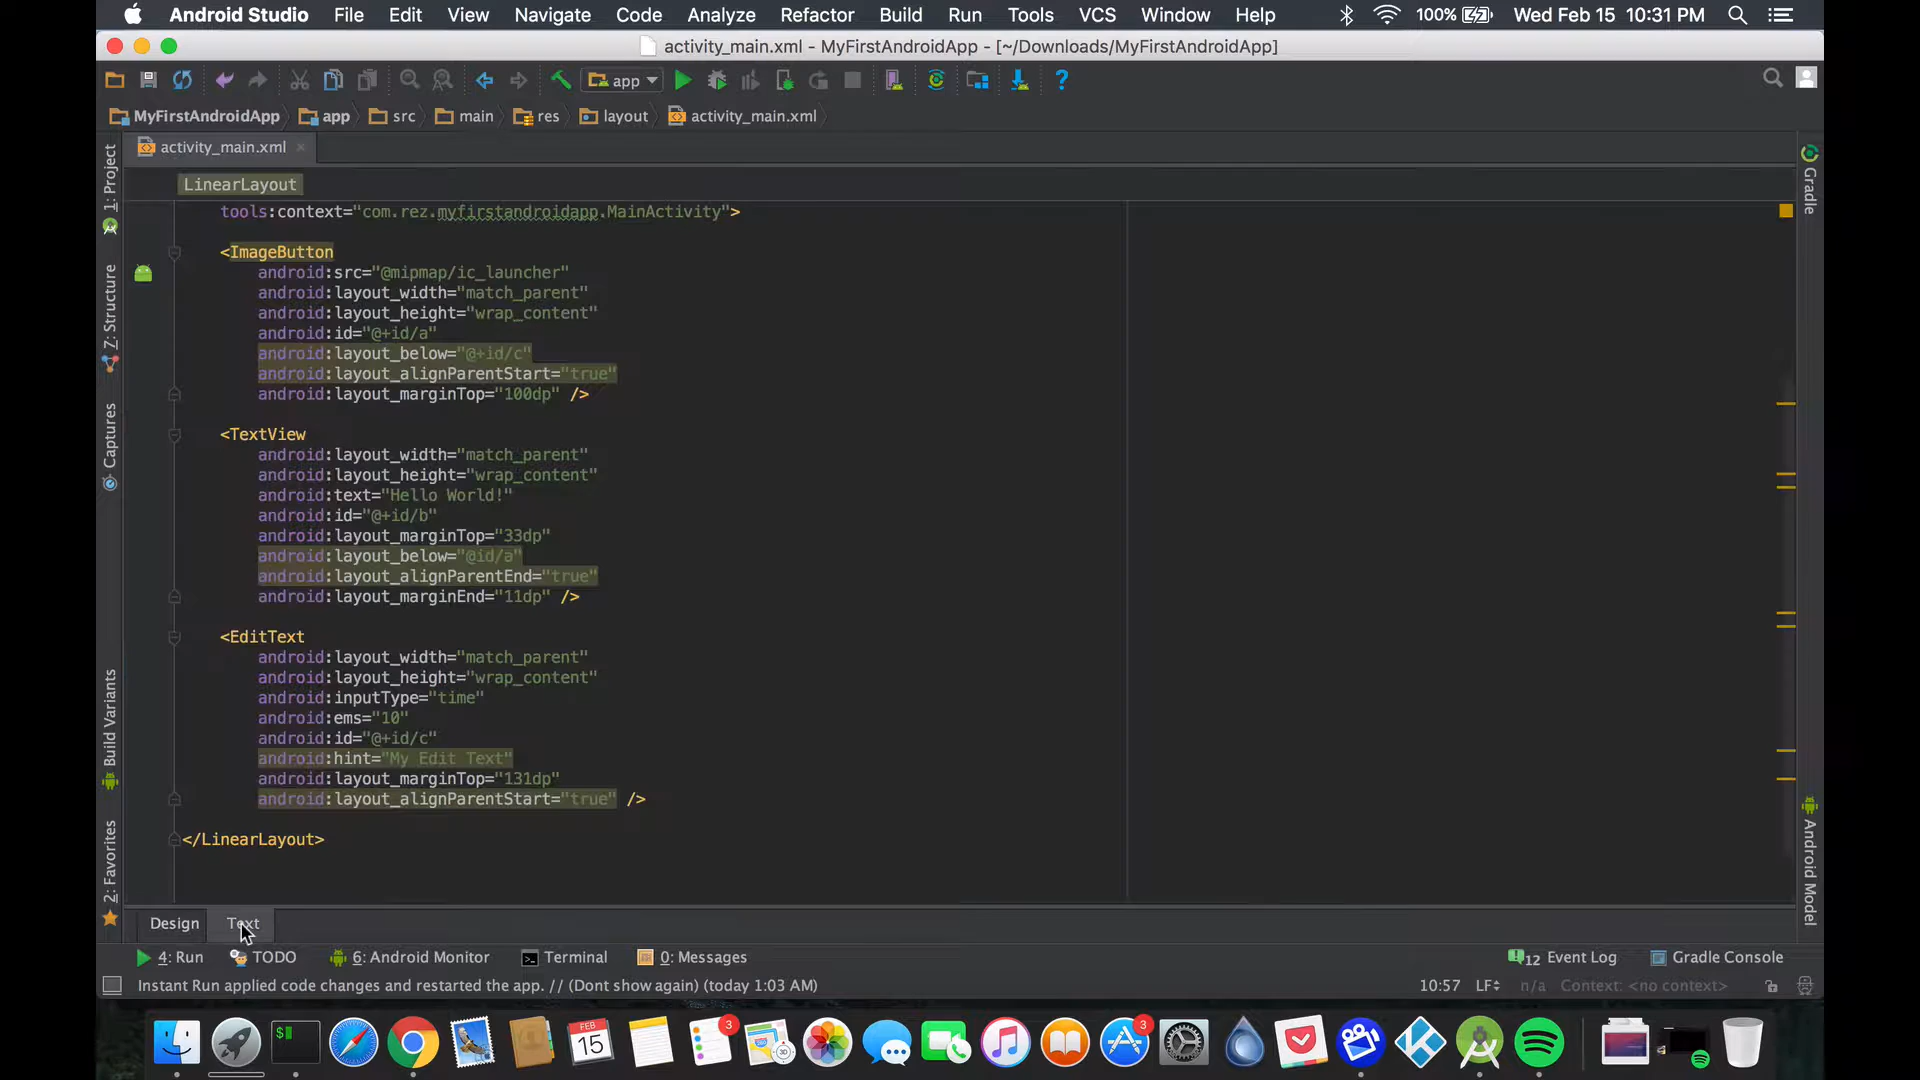 Android Studio File Edit View Navigate Code Analyze Refactor Build Run Tools VCS Window Help 100% Wed Feb 15 10:31 PM
activity_main.xml - MyFirstAndroidApp - [~/Downloads/MyFirstAndroidApp]
app
MyFirstAndroidApp app src main res layout activity_main.xml
activity_main.xml
LinearLayout
tools:context="com.rez.myfirstandroidapp.MainActivity">
<ImageButton
android:src="@mipmap/ic_launcher"
android:layout_width="match_parent"
android:layout_height="wrap_content"
android:id="@+id/a"
android:layout_below="@+id/c"
android:layout_alignParentStart="true"
android:layout_marginTop="100dp" />
<TextView
android:layout_width="match_parent"
android:layout_height="wrap_content"
android:text="Hello World!"
android:id="@+id/b"
android:layout_marginTop="33dp"
android:layout_below="@id/a"
android:layout_alignParentEnd="true"
android:layout_marginEnd="11dp" />
<EditText
android:layout_width="match_parent"
android:layout_height="wrap_content"
android:inputType="time"
android:ems="10"
android:id="@+id/c"
android:hint="My Edit Text"
android:layout_marginTop="131dp"
android:layout_alignParentStart="true" />
</LinearLayout>
1: Project
7: Structure
Captures
Build Variants
2: Favorites
Gradle
Android Model
Design Text
4: Run TODO 6: Android Monitor Terminal 0: Messages 12 Event Log Gradle Console
Instant Run applied code changes and restarted the app. // (Dont show again) (today 1:03 AM) 10:57 LF n/a Context: <no context>
$
FEB
15
3
30
3